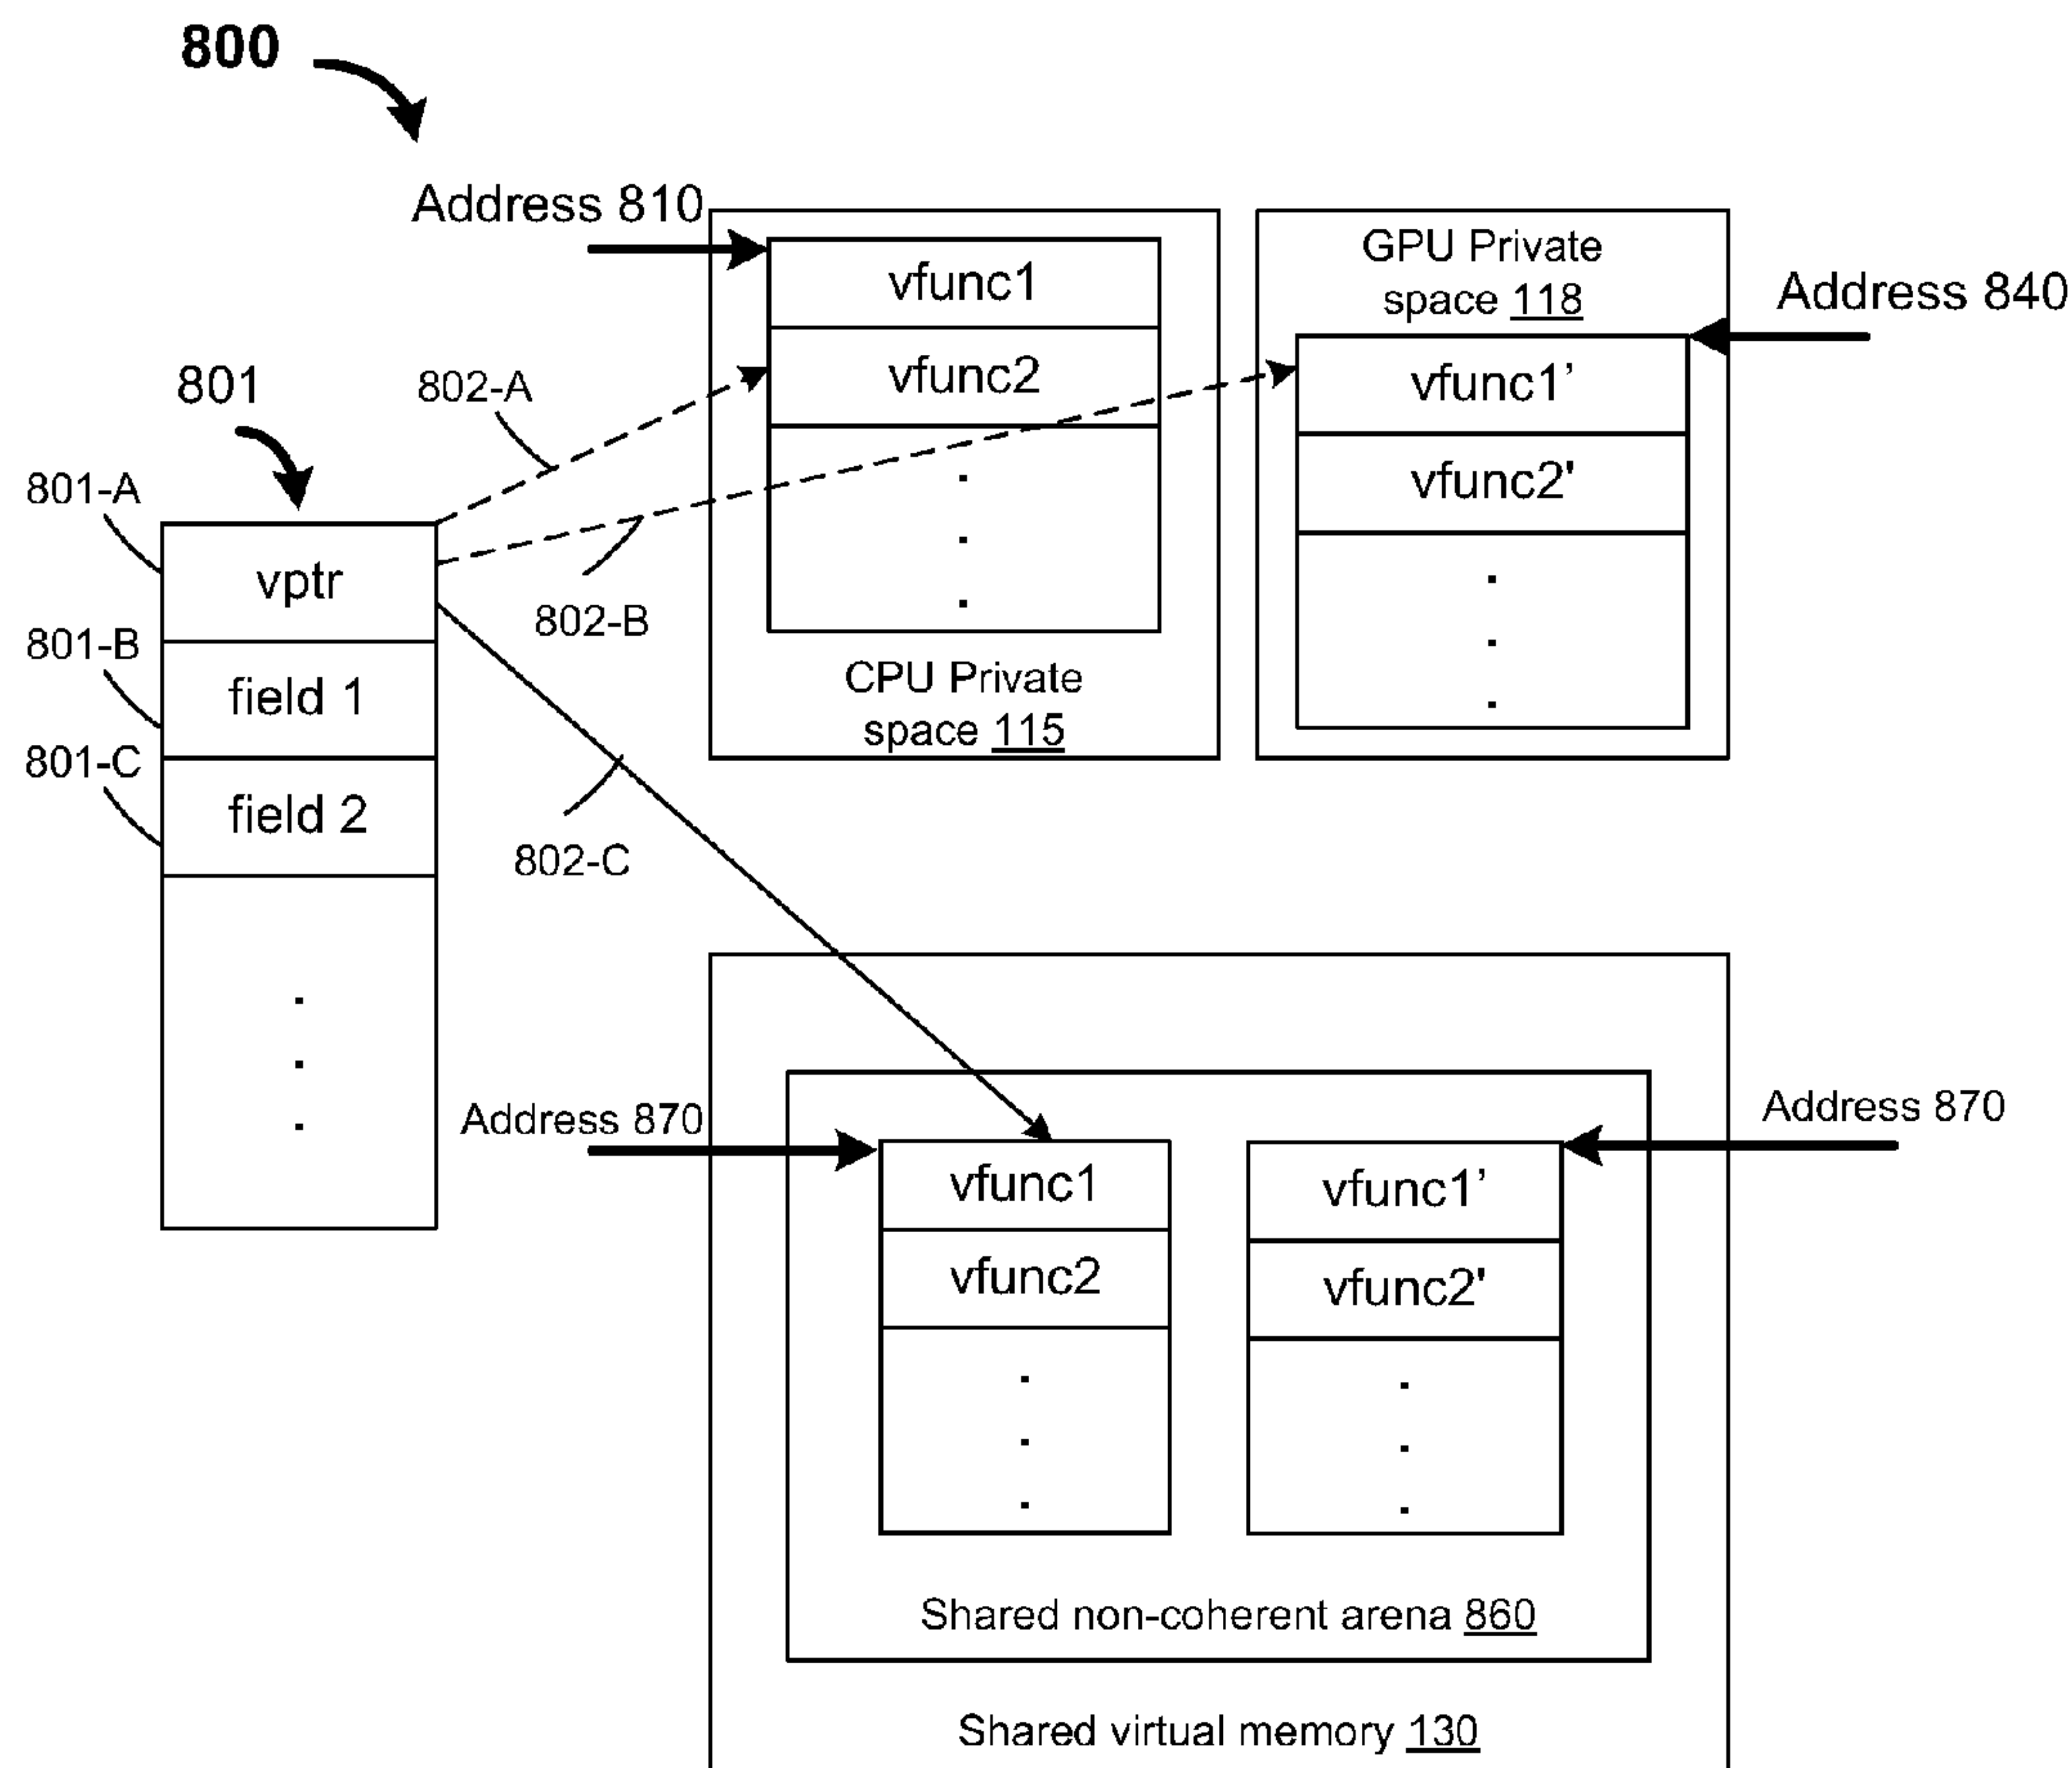 800
Address 810
vfunc1
vfunc2
CPU Private
space 115
GPU Private
space 118
Address 840
vfunc1’
vfunc2'
801
802-A
802-B
802-C
801-A
vptr
801-B
field 1
801-C
field 2
Address 870
vfunc1
vfunc2
Address 870
vfunc1’
vfunc2'
Shared non-coherent arena 860
Shared virtual memory 130